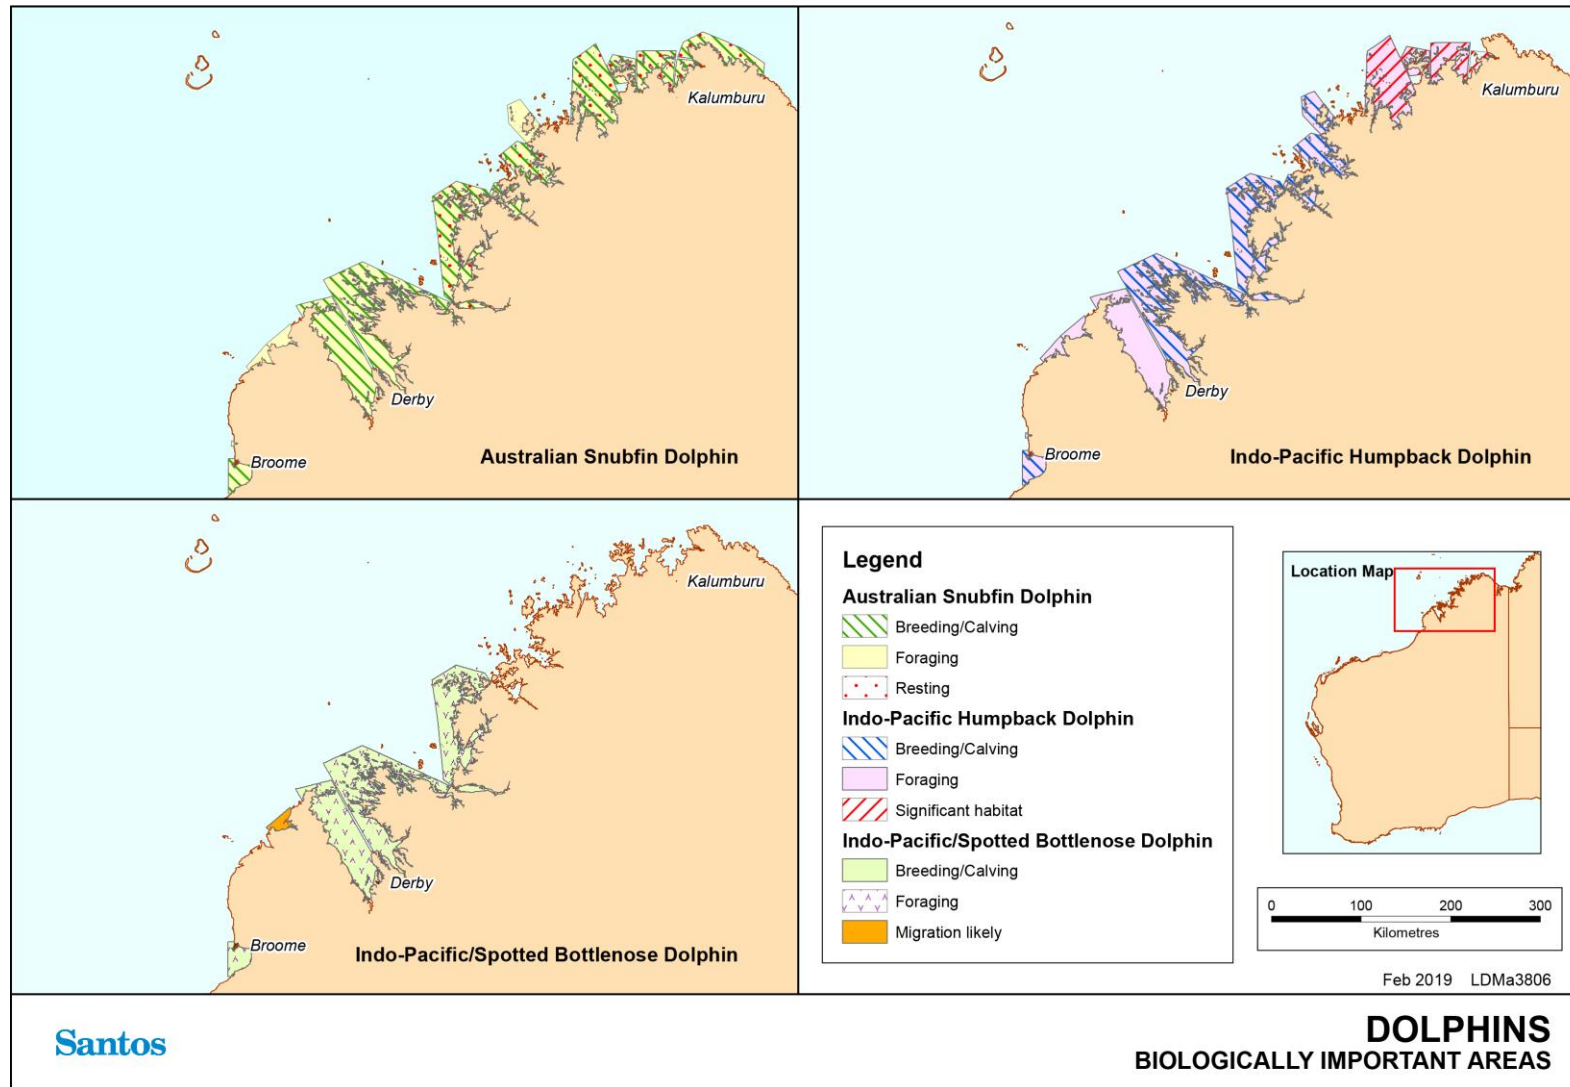 Kalumburu
Derby
Broome
Australian Snubfin Dolphin
Kalumburu
Derby
Broome
Indo-Pacific Humpback Dolphin
Kalumburu
Derby
Broome
Indo-Pacific/Spotted Bottlenose Dolphin
Legend
Australian Snubfin Dolphin
Breeding/Calving
Foraging
Resting
Indo-Pacific Humpback Dolphin
Breeding/Calving
Foraging
Significant habitat
Indo-Pacific/Spotted Bottlenose Dolphin
Breeding/Calving
Foraging
Migration likely
Location Map
0 100 200 300
Kilometres
Feb 2019 LDMa3806
Santos
DOLPHINS
BIOLOGICALLY IMPORTANT AREAS